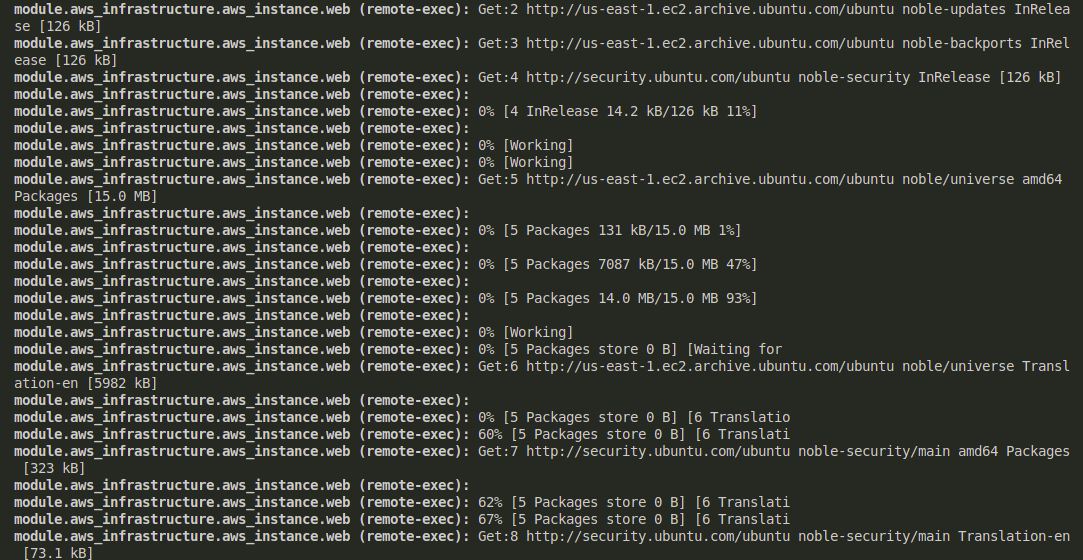 module.aws_infrastructure.aws_instance.web (remote-exec): Get:2 http://us-east-1.ec2.archive.ubuntu.com/ubuntu noble-updates InRelea
se [126 kB]
module.aws_infrastructure.aws_instance.web (remote-exec): Get:3 http://us-east-1.ec2.archive.ubuntu.com/ubuntu noble-backports InRel
ease [126 kB]
module.aws_infrastructure.aws_instance.web (remote-exec): Get:4 http://security.ubuntu.com/ubuntu noble-security InRelease [126 kB]
module.aws_infrastructure.aws_instance.web (remote-exec):
module.aws_infrastructure.aws_instance.web (remote-exec): 0% [4 InRelease 14.2 kB/126 kB 11%]
module.aws_infrastructure.aws_instance.web (remote-exec):
module.aws_infrastructure.aws_instance.web (remote-exec): 0% [Working]
module.aws_infrastructure.aws_instance.web (remote-exec): 0% [Working]
module.aws_infrastructure.aws_instance.web (remote-exec): Get:5 http://us-east-1.ec2.archive.ubuntu.com/ubuntu noble/universe amd64
Packages [15.0 MB]
module.aws_infrastructure.aws_instance.web (remote-exec):
module.aws_infrastructure.aws_instance.web (remote-exec): 0% [5 Packages 131 kB/15.0 MB 1%]
module.aws_infrastructure.aws_instance.web (remote-exec):
module.aws_infrastructure.aws_instance.web (remote-exec): 0% [5 Packages 7087 kB/15.0 MB 47%]
module.aws_infrastructure.aws_instance.web (remote-exec):
module.aws_infrastructure.aws_instance.web (remote-exec): 0% [5 Packages 14.0 MB/15.0 MB 93%]
module.aws_infrastructure.aws_instance.web (remote-exec):
module.aws_infrastructure.aws_instance.web (remote-exec): 0% [Working]
module.aws_infrastructure.aws_instance.web (remote-exec): 0% [5 Packages store 0 B] [Waiting for
module.aws_infrastructure.aws_instance.web (remote-exec): Get:6 http://us-east-1.ec2.archive.ubuntu.com/ubuntu noble/universe Transl
ation-en [5982 kB]
module.aws_infrastructure.aws_instance.web (remote-exec):
module.aws_infrastructure.aws_instance.web (remote-exec): 0% [5 Packages store 0 B] [6 Translatio
module.aws_infrastructure.aws_instance.web (remote-exec): 60% [5 Packages store 0 B] [6 Translati
module.aws_infrastructure.aws_instance.web (remote-exec): Get:7 http://security.ubuntu.com/ubuntu noble-security/main amd64 Packages
[323 kB]
module.aws_infrastructure.aws_instance.web (remote-exec):
module.aws_infrastructure.aws_instance.web (remote-exec): 62% [5 Packages store 0 B] [6 Translati
module.aws_infrastructure.aws_instance.web (remote-exec): 67% [5 Packages store 0 B] [6 Translati
module.aws_infrastructure.aws_instance.web (remote-exec): Get:8 http://security.ubuntu.com/ubuntu noble-security/main Translation-en
[73.1 kB]